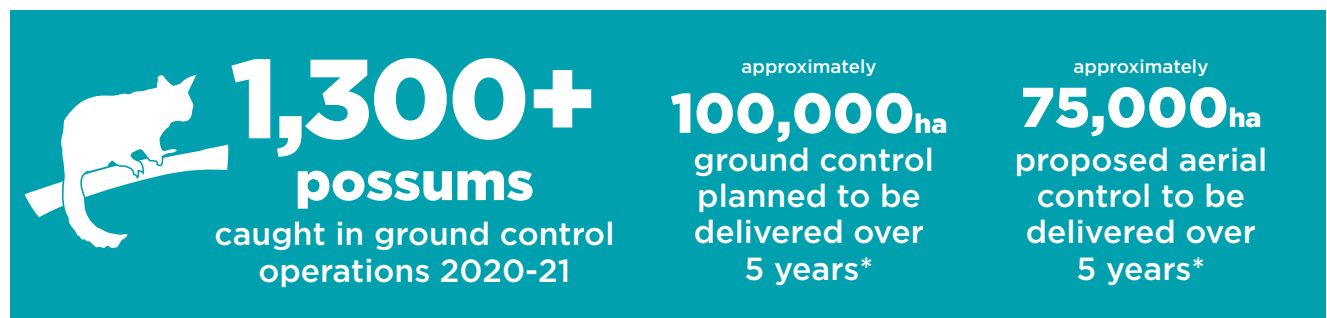 1,300+
possums
caught in ground control
operations 2020-21
approximately
100,000ha
ground control
planned to be
delivered over
5 years*
approximately
75,000ha
proposed aerial
control to be
delivered over
5 years*